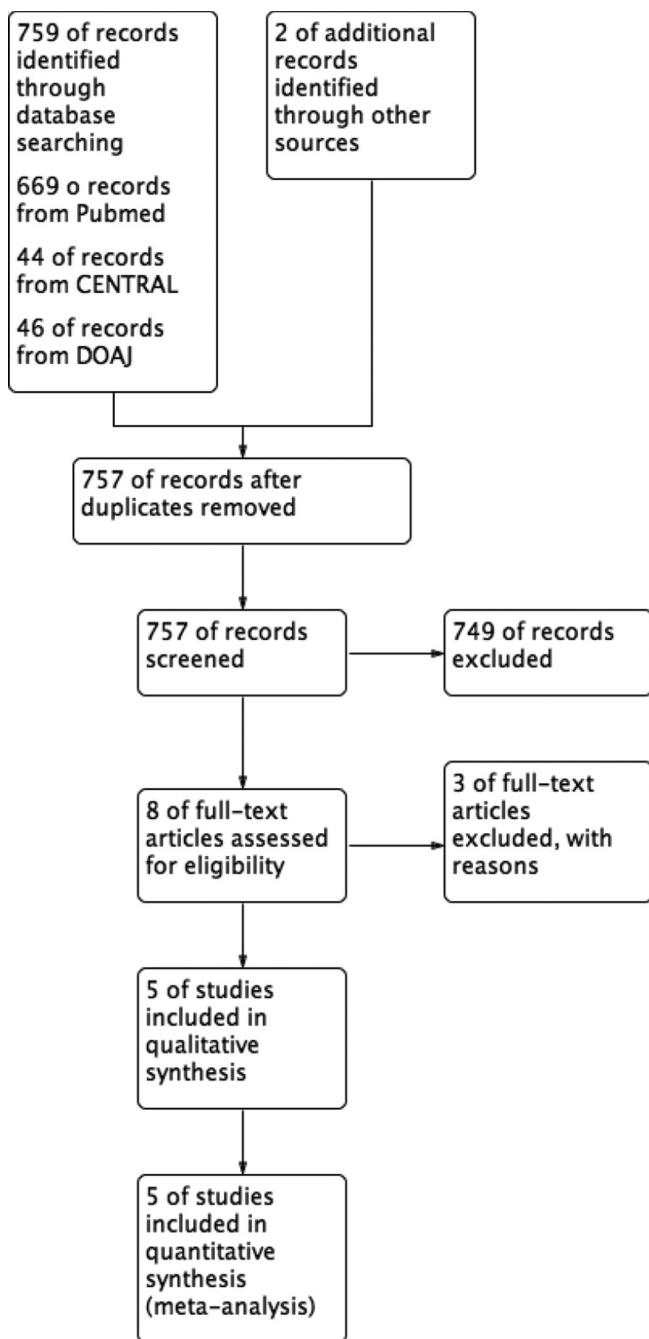 759 of records
identified
through
database
searching
669 o records
from Pubmed
44 of records
from CENTRAL
46 of records
from DOAJ
2 of additional
records
identified
through other
sources
757 of records after
duplicates removed
757 of records
screened
749 of records
excluded
8 of full-text
articles assessed
for eligibility
3 of full-text
articles
excluded, with
reasons
5 of studies
included in
qualitative
synthesis
5 of studies
included in
quantitative
synthesis
(meta-analysis)